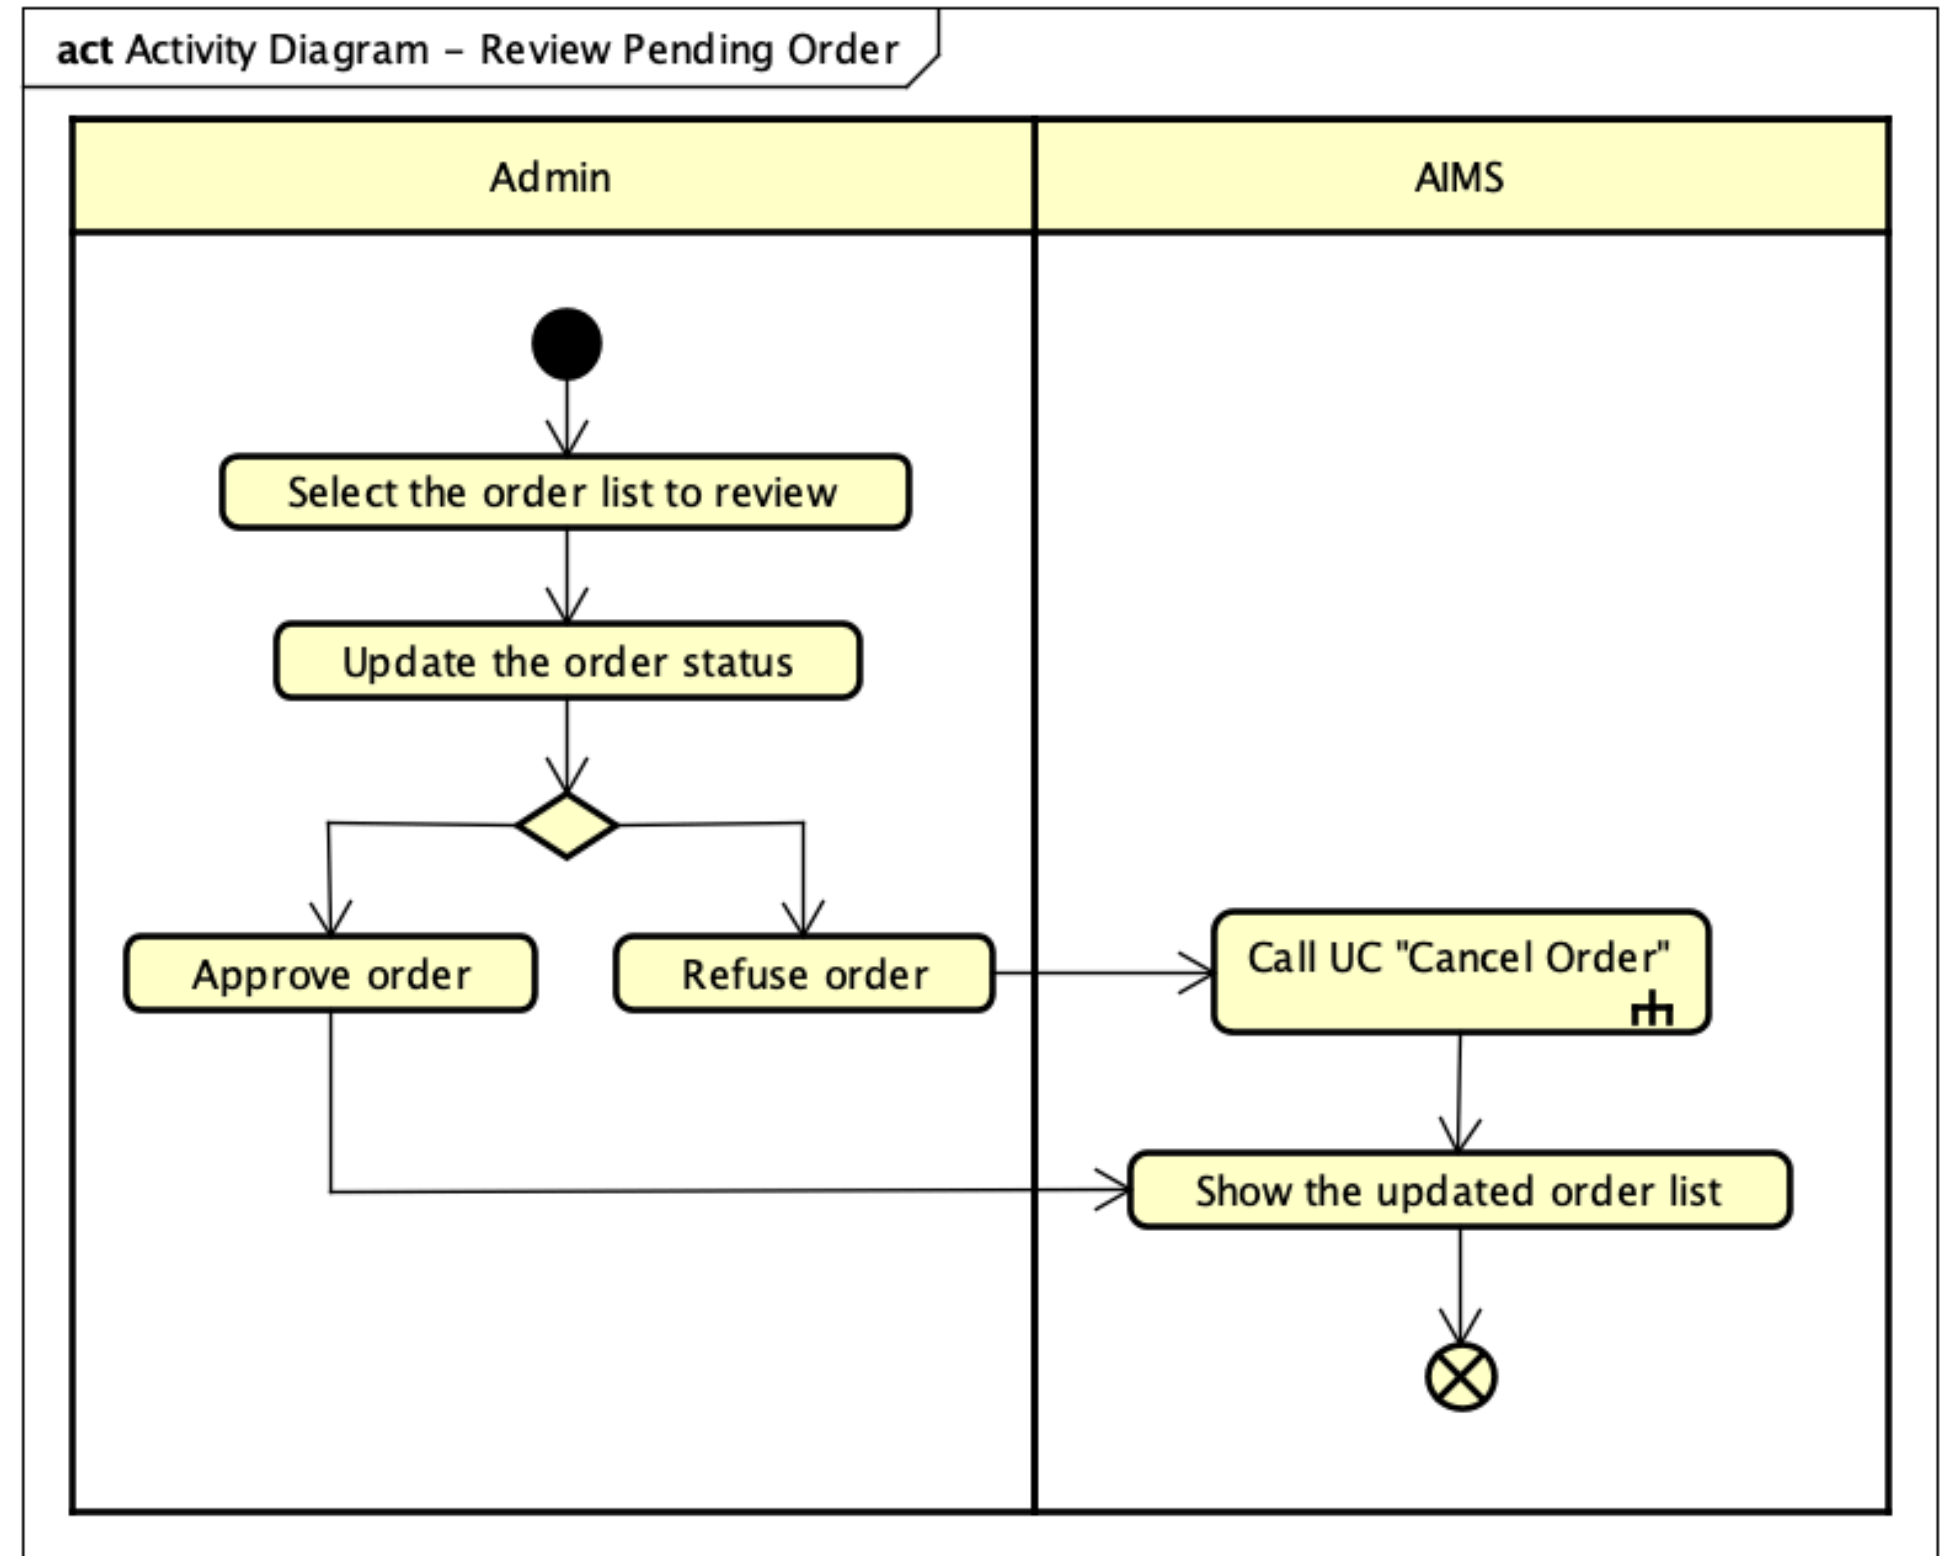 act Activity Diagram – Review Pending Order
Admin
AIMS
Select the order list to review
Update the order status
Approve order
Refuse order
Call UC "Cancel Order"
Show the updated order list